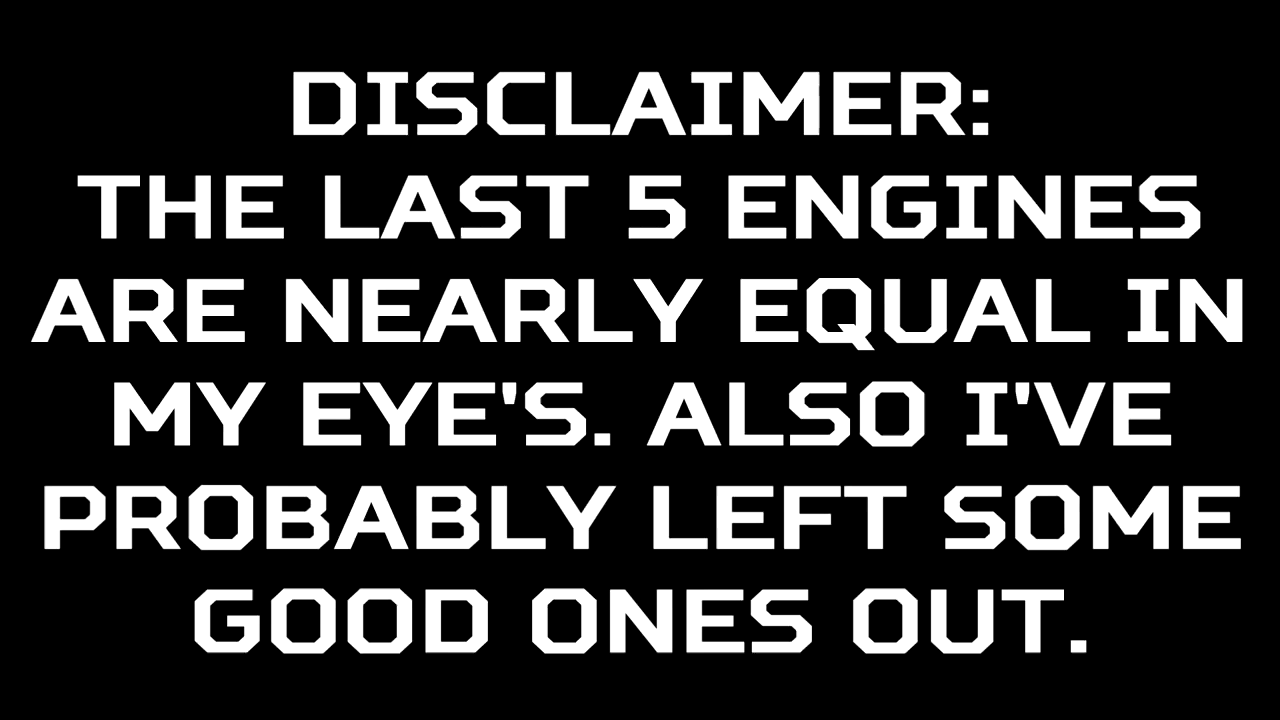 DISCLAIMER:
THE LAST 5 ENGINES
ARE NEARLY EQUAL IN
MY EYE'S. ALSO I'VE
PROBABLY LEFT SOME
GOOD ONES OUT.